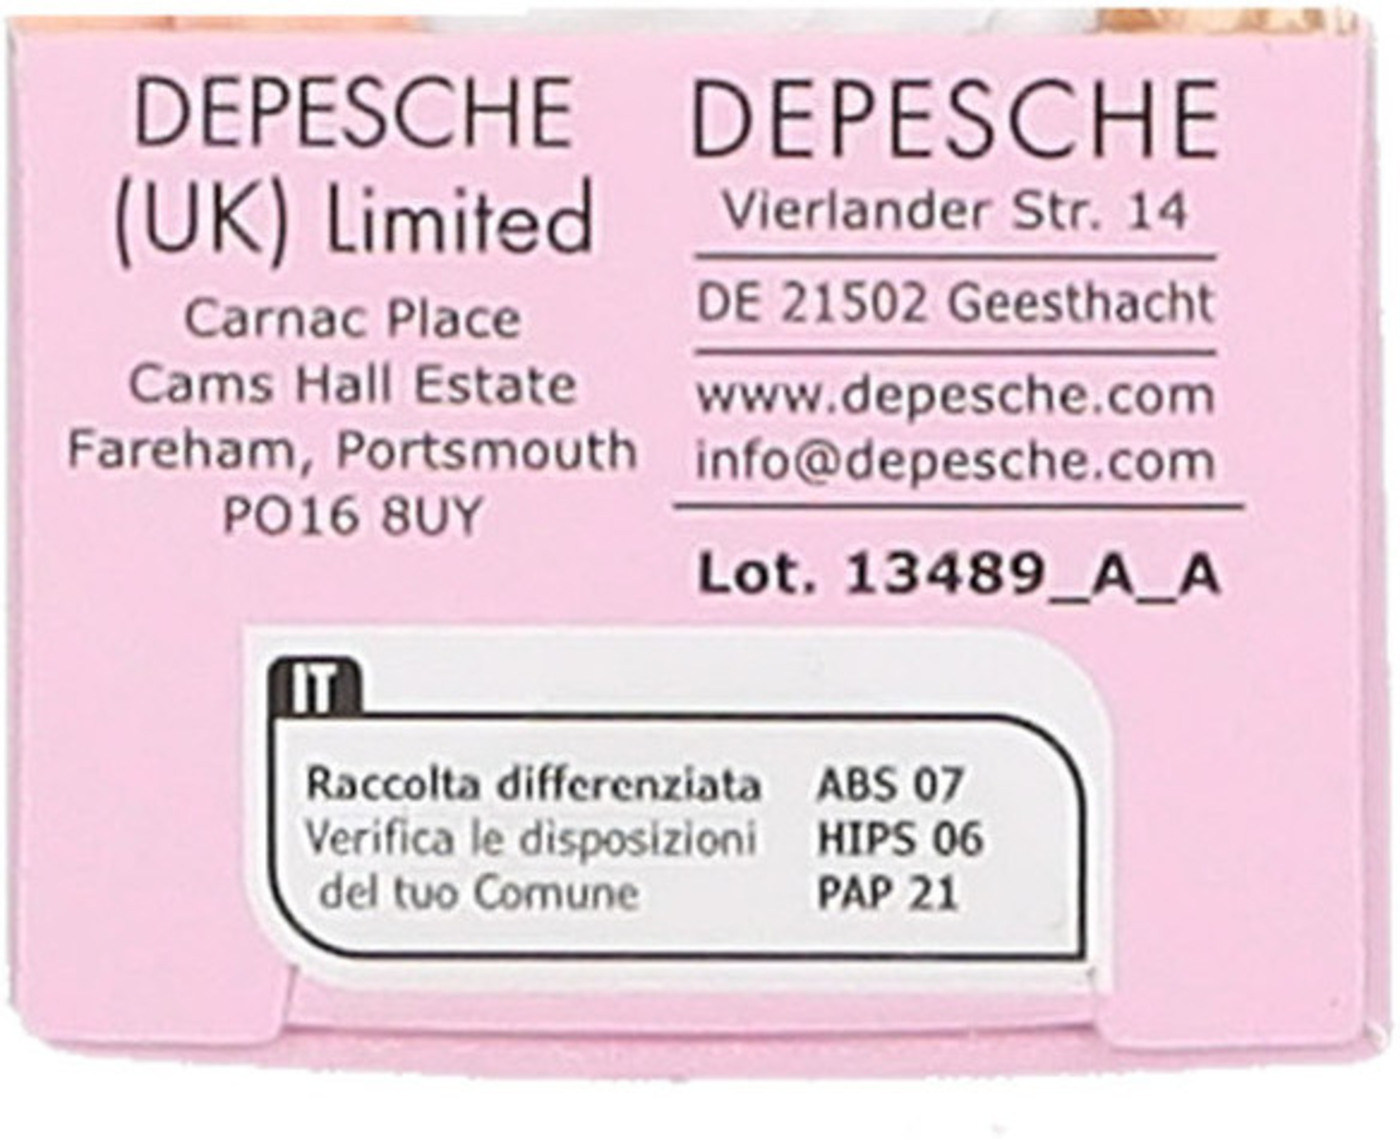 DEPESCHE
(UK) Limited
Carnac Place
Cams Hall Estate
Fareham, Portsmouth
PO16 8UY
DEPESCHE
Vierlander Str. 14
DE 21502 Geesthacht
www.depesche.com
info@depesche.com
Lot. 13489_A_A
IT
Raccolta differenziata ABS 07
Verifica le disposizioni HIPS 06
del tuo Comune PAP 21